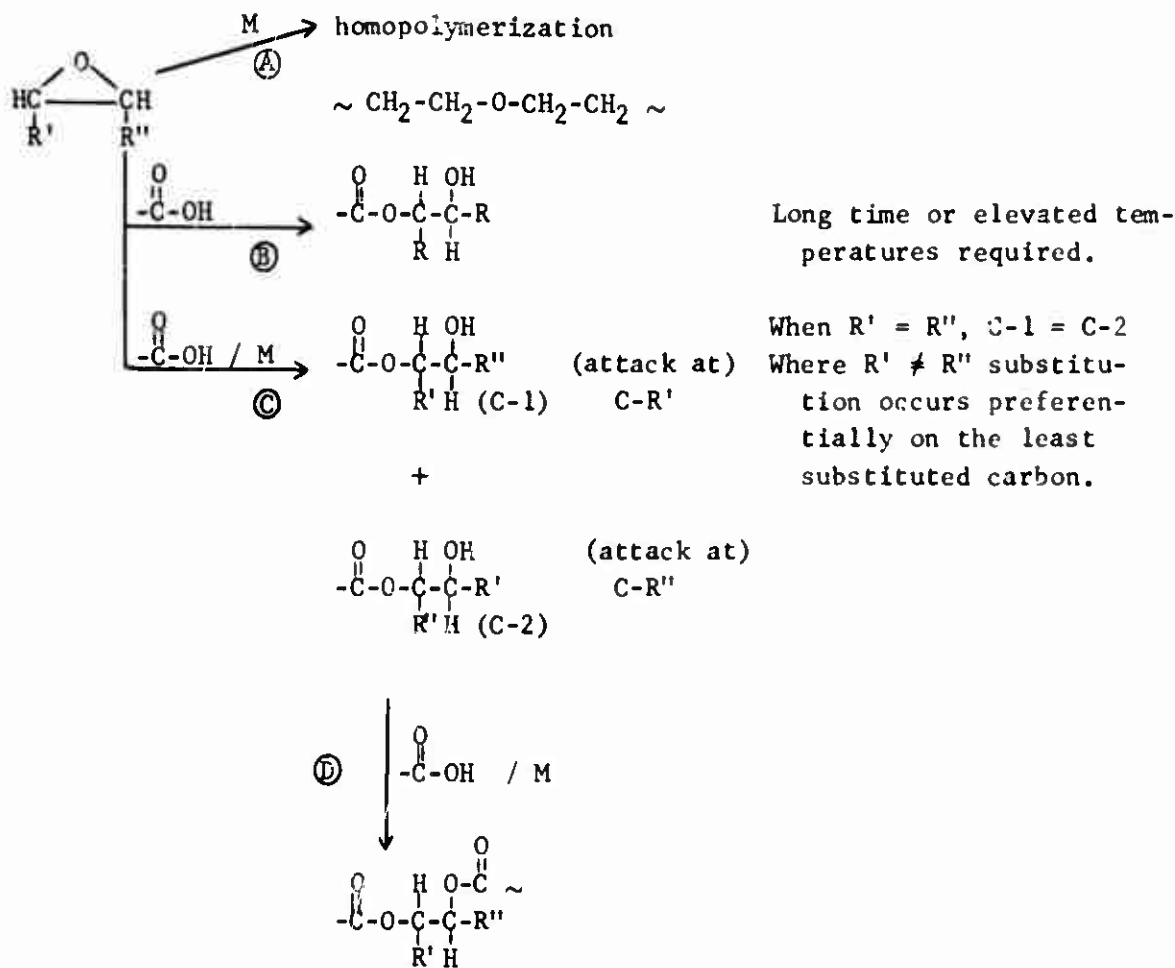 M
homopolymerization
Ⓐ
O
HC CH
R' R"
~ CH₂-CH₂-O-CH₂-CH₂ ~
O
-C-OH
Ⓑ
O H OH
-C-O-C-C-R
R H
Long time or elevated tem-
peratures required.
O
-C-OH / M
Ⓒ
O H OH
-C-O-C-C-R"
R' H (C-1)
(attack at)
C-R'
When R' = R", C-1 = C-2
Where R' ≠ R" substitu-
tion occurs preferen-
tially on the least
substituted carbon.
+
O H OH
-C-O-C-C-R'
R" H (C-2)
(attack at)
C-R"
Ⓓ
O
-C-OH / M
O
O H O-C ~
-C-O-C-C-R"
R' H